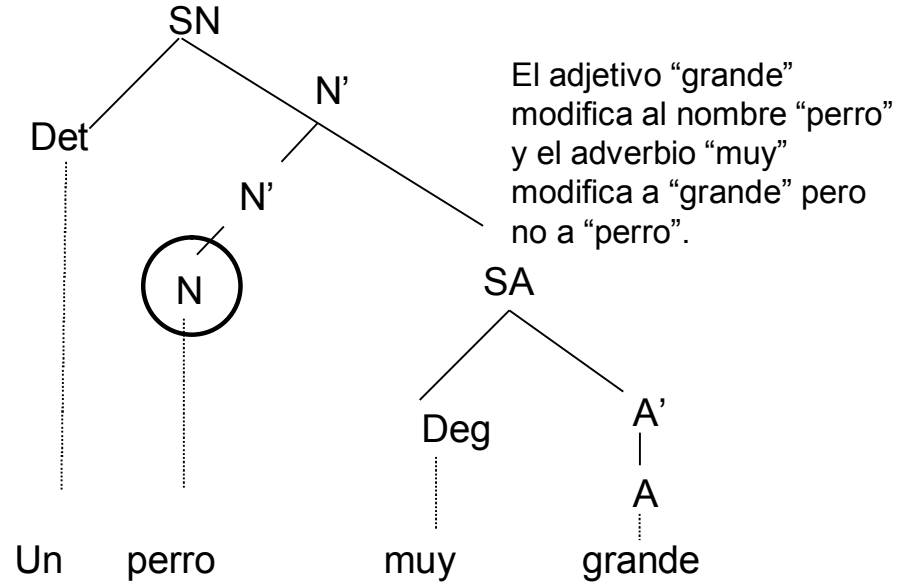 SN
N’
El adjetivo “grande”
modifica al nombre “perro”
y el adverbio “muy”
modifica a “grande” pero
no a “perro”.
Det
N’
N
SA
Deg
A’
A
Un perro muy grande